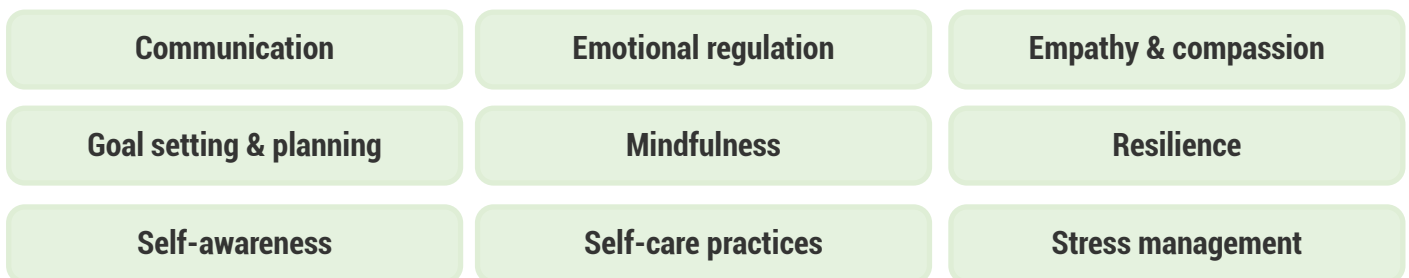 Communication
Emotional regulation
Empathy & compassion
Goal setting & planning
Mindfulness
Resilience
Self-awareness
Self-care practices
Stress management